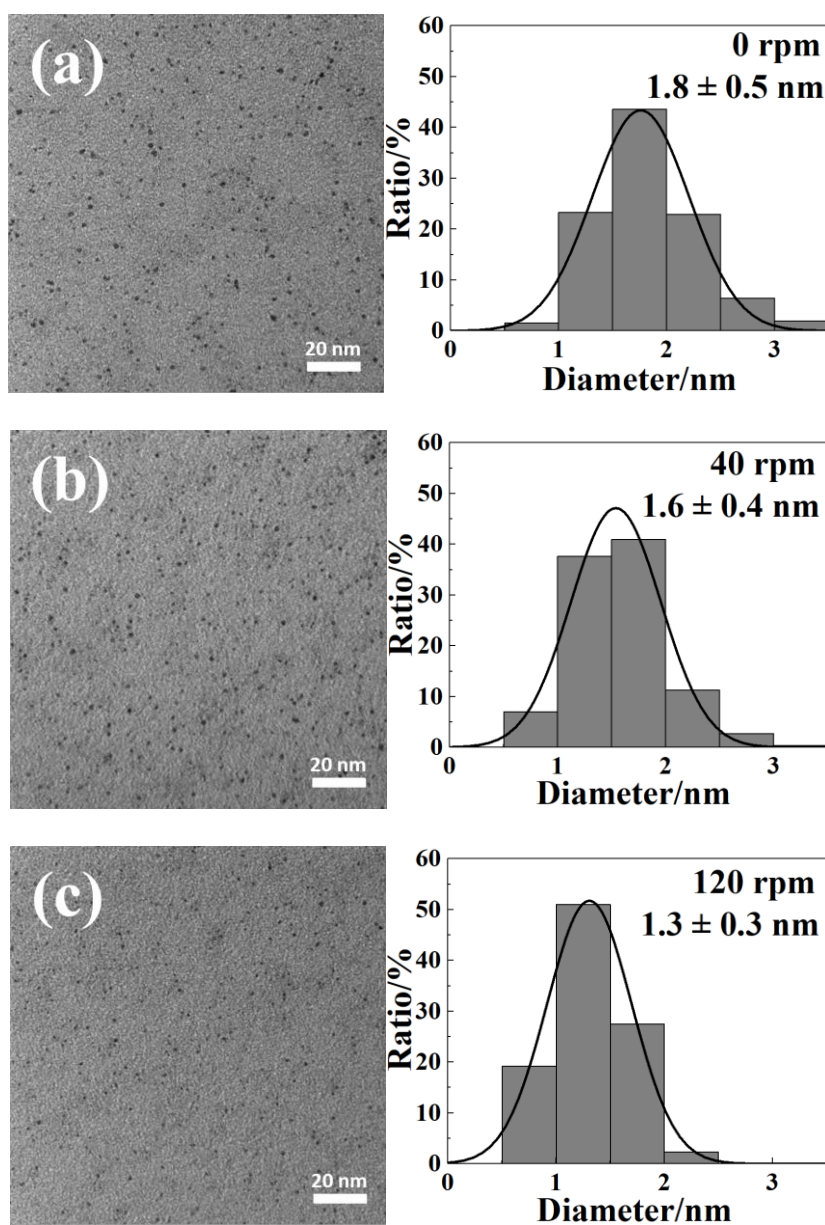 (a)
20 nm
0 rpm
1.8 ± 0.5 nm
Ratio/%
60
50
40
30
20
10
0
0 1 2 3
Diameter/nm
(b)
20 nm
40 rpm
1.6 ± 0.4 nm
Ratio/%
60
50
40
30
20
10
0
0 1 2 3
Diameter/nm
(c)
20 nm
120 rpm
1.3 ± 0.3 nm
Ratio/%
60
50
40
30
20
10
0
0 1 2 3
Diameter/nm